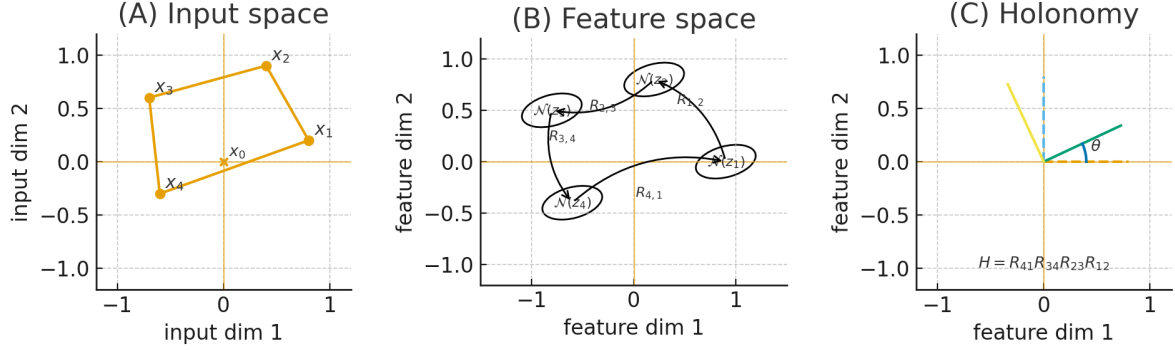 (A) Input space
1.0
0.5
0.0
−0.5
−1.0
−1
0
1
input dim 1
input dim 2
x₂
x₃
x₁
x₀
x₄
(B) Feature space
1.0
0.5
0.0
−0.5
−1.0
−1
0
1
feature dim 1
feature dim 2
𝒩(z₂)
R₁,₂
R₂,₃
𝒩(z₃)
R₃,₄
𝒩(z₁)
R₄,₁
𝒩(z₄)
(C) Holonomy
1.0
0.5
0.0
−0.5
−1.0
−1
0
1
feature dim 1
feature dim 2
θ
H = R₄₁R₃₄R₂₃R₁₂